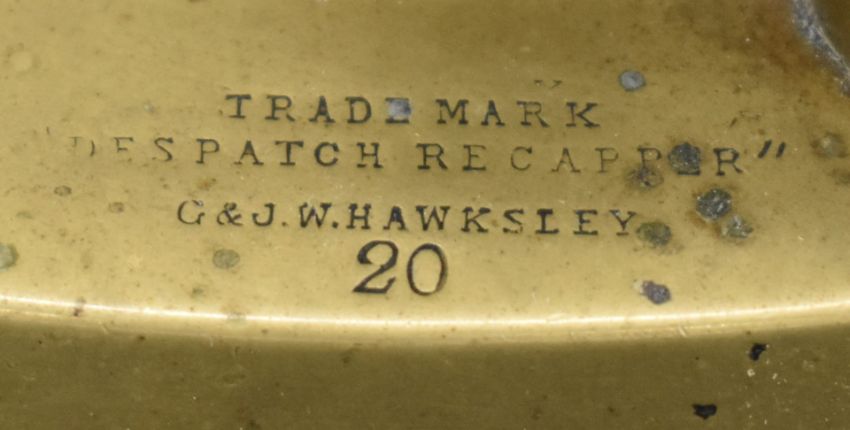 TRADE MARK
"DESPATCH RECAPPER"
G & J. W. HAWKSLEY
20